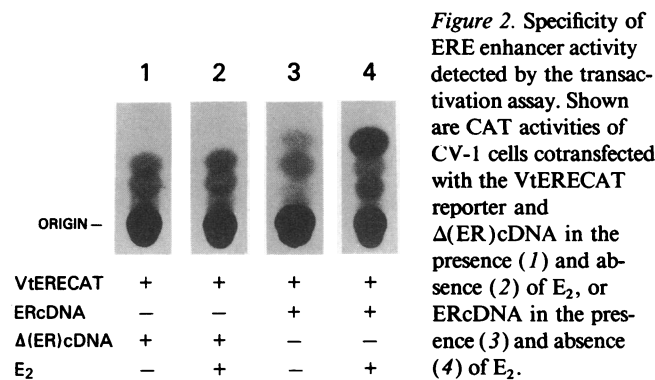 1 2 3 4
ORIGIN –
VtERECAT + + + +
ERcDNA – – + +
Δ(ER)cDNA + + – –
E₂ – + – +
Figure 2. Specificity of
ERE enhancer activity
detected by the transac-
tivation assay. Shown
are CAT activities of
CV-1 cells cotransfected
with the VtERECAT
reporter and
Δ(ER)cDNA in the
presence (1) and ab-
sence (2) of E₂, or
ERcDNA in the pres-
ence (3) and absence
(4) of E₂.